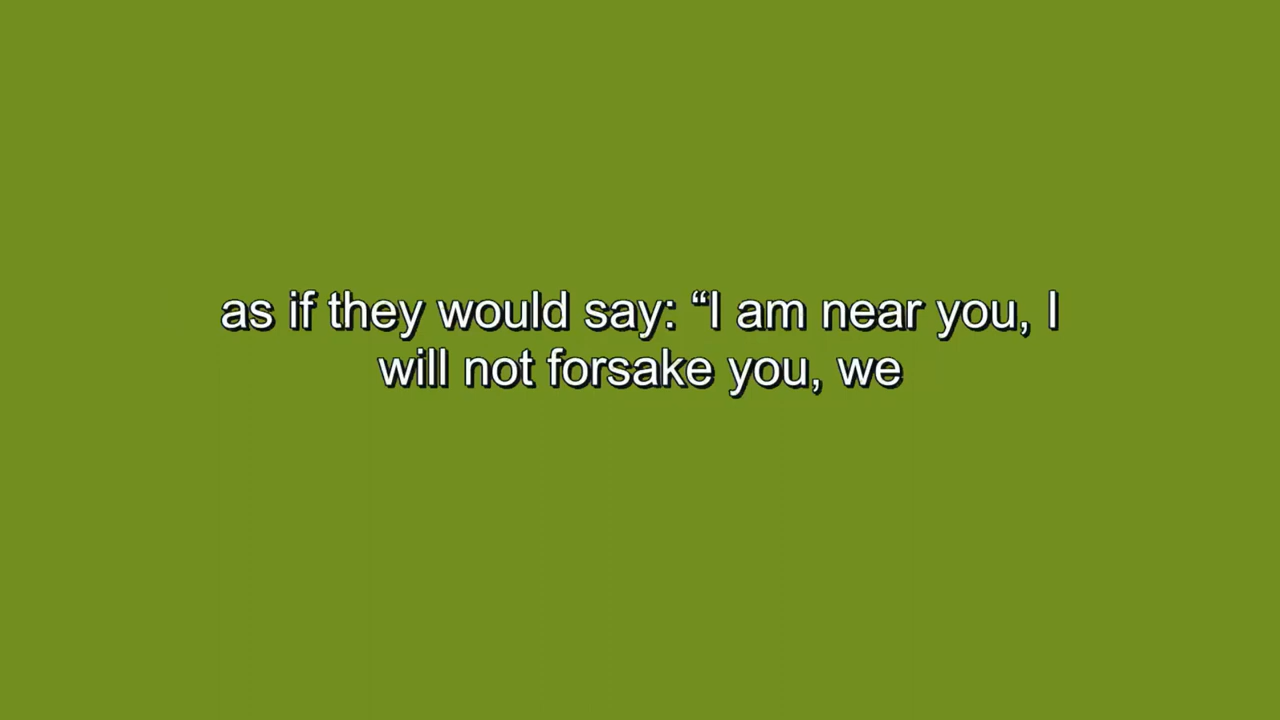 as if they would say: “I am near you, I
will not forsake you, we